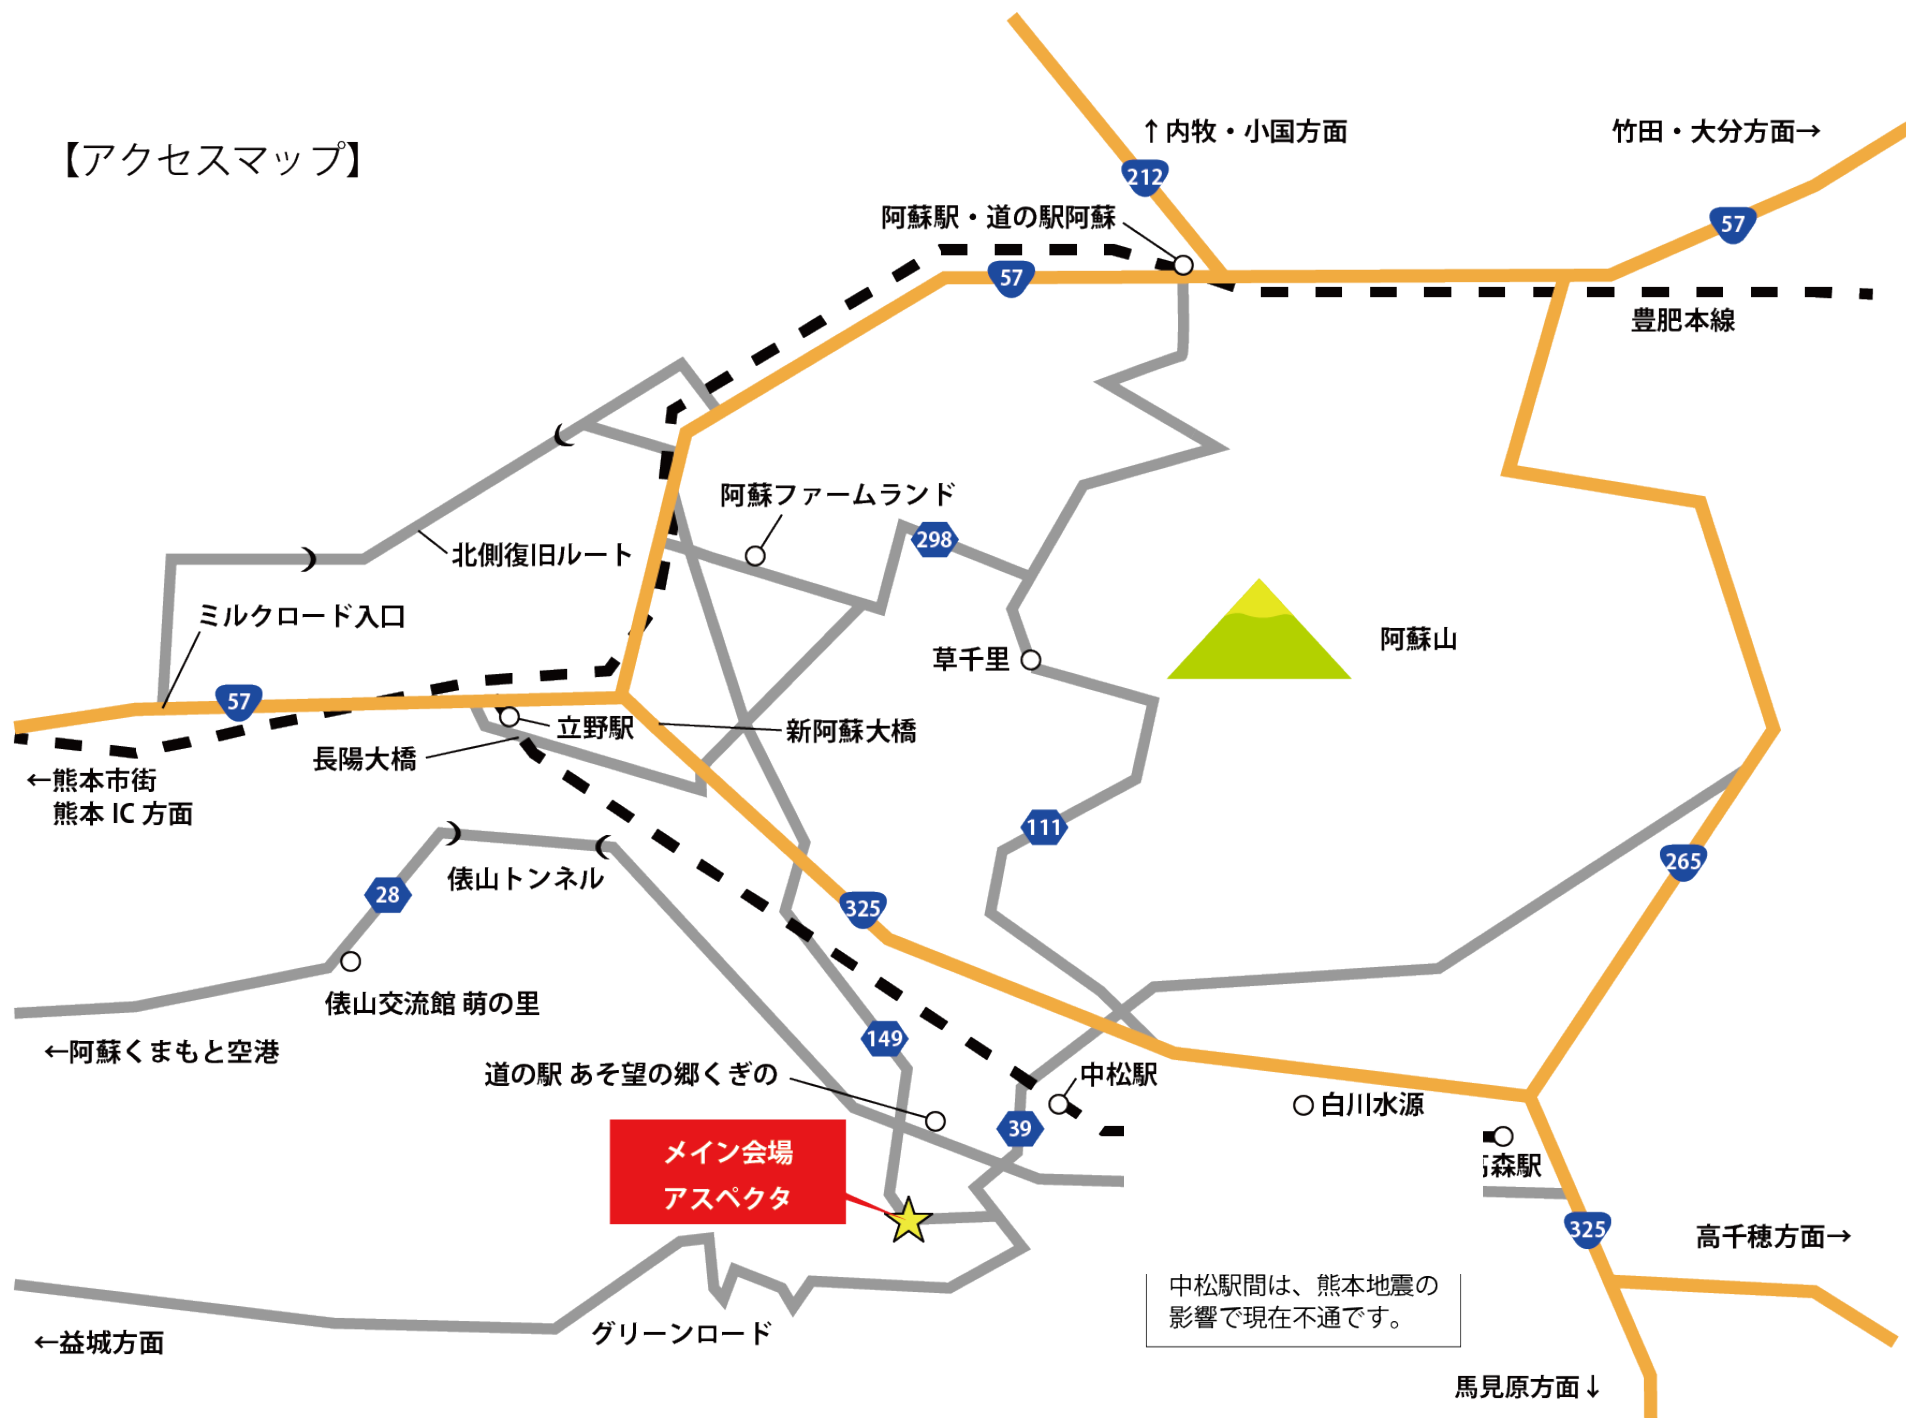 【アクセスマップ】
↑内牧・小国方面
竹田・大分方面→
212
阿蘇駅・道の駅阿蘇
57
57
豊肥本線
阿蘇ファームランド
298
北側復旧ルート
ミルクロード入口
阿蘇山
草千里
57
立野駅
新阿蘇大橋
長陽大橋
←熊本市街
熊本 IC 方面
111
265
俵山トンネル
28
325
俵山交流館 萌の里
149
←阿蘇くまもと空港
道の駅 あそ望の郷くぎの
中松駅
白川水源
39
メイン会場
アスペクタ
森駅
325
高千穂方面→
中松駅間は、熊本地震の
影響で現在不通です。
グリーンロード
←益城方面
馬見原方面↓